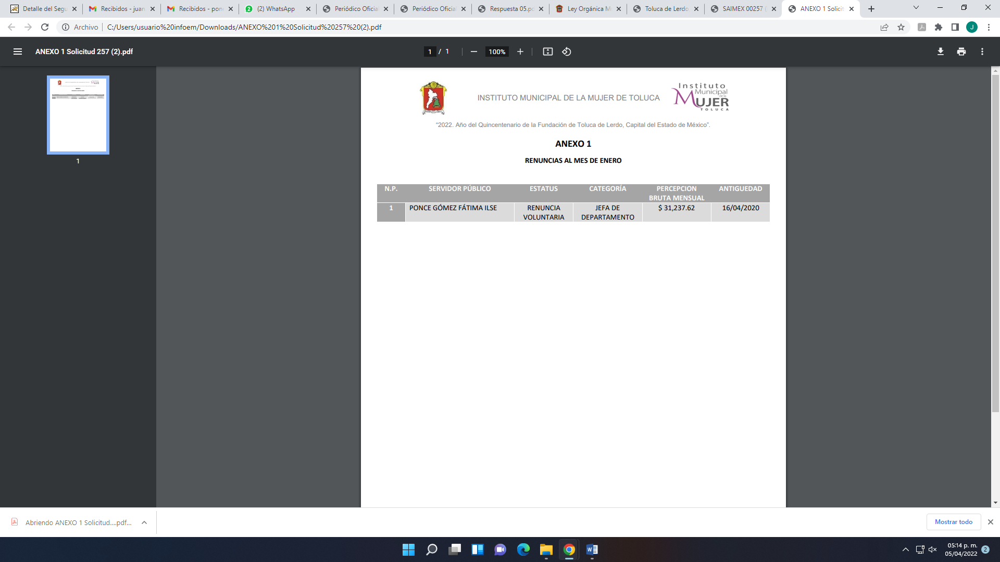 Detalle del Segu
Recibidos - juan
Recibidos - pon
(2) WhatsApp
Periódico Oficial
Periódico Oficial
Respuesta 05.pd
Ley Orgánica M
Toluca de Lerdo
SAIMEX 00257 (
ANEXO 1 Solicit
Archivo
C:/Users/usuario%20infoem/Downloads/ANEXO%201%20Solicitud%20257%20(2).pdf
J
ANEXO 1 Solicitud 257 (2).pdf
1 / 1
100%
1
INSTITUTO MUNICIPAL DE LA MUJER DE TOLUCA
Instituto
Municipal
de la
MUJER
TOLUCA
“2022. Año del Quincentenario de la Fundación de Toluca de Lerdo, Capital del Estado de México”.
ANEXO 1
RENUNCIAS AL MES DE ENERO
N.P. SERVIDOR PÚBLICO ESTATUS CATEGORÍA PERCEPCION BRUTA MENSUAL ANTIGUEDAD
1 PONCE GÓMEZ FÁTIMA ILSE RENUNCIA VOLUNTARIA JEFA DE DEPARTAMENTO $ 31,237.62 16/04/2020
Abriendo ANEXO 1 Solicitud....pdf...
Mostrar todo
05:14 p. m.
05/04/2022
2